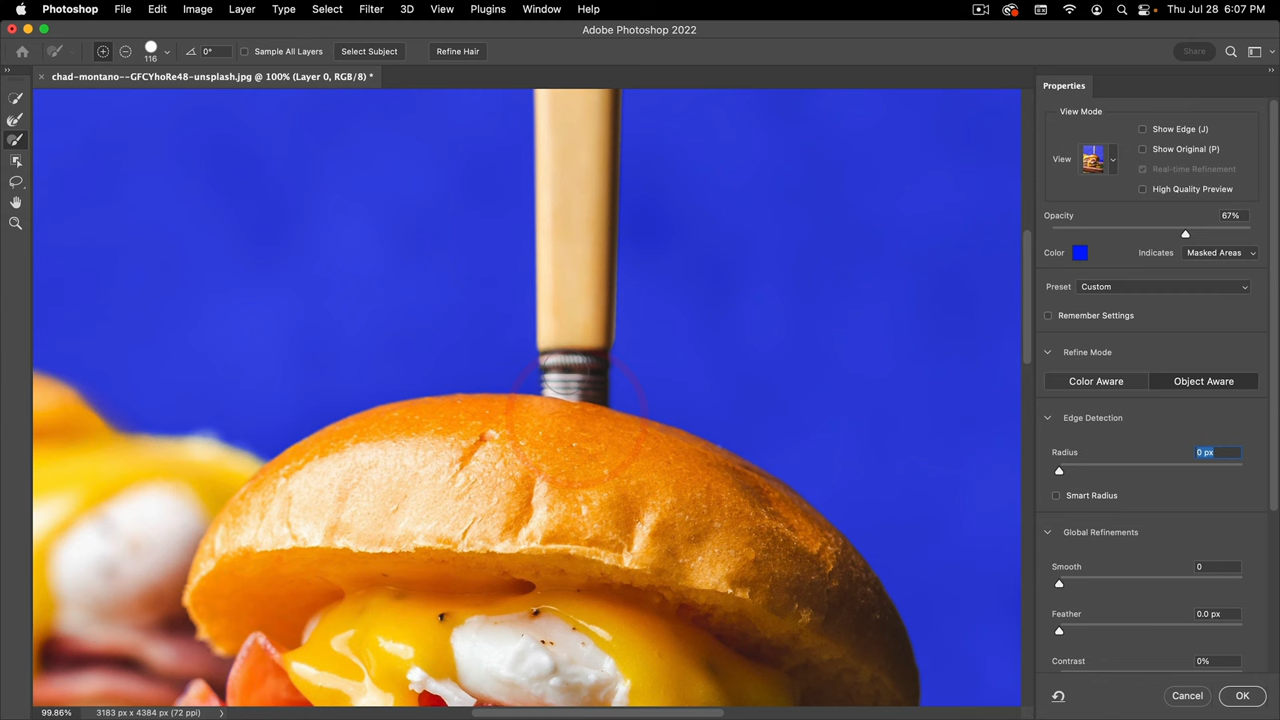 Photoshop File Edit Image Layer Type Select Filter 3D View Plugins Window Help Thu Jul 28 6:07 PM
Adobe Photoshop 2022
116 0° Sample All Layers Select Subject Refine Hair Share
× chad-montano--GFCYhoRe48-unsplash.jpg @ 100% (Layer 0, RGB/8) *
Properties
View Mode
Show Edge (J)
View Show Original (P)
Real-time Refinement
High Quality Preview
Opacity 67%
Color Indicates Masked Areas
Preset Custom
Remember Settings
Refine Mode
Color Aware Object Aware
Edge Detection
Radius 0 px
Smart Radius
Global Refinements
Smooth 0
Feather 0.0 px
Contrast 0%
Cancel OK
99.86% 3183 px x 4384 px (72 ppi)